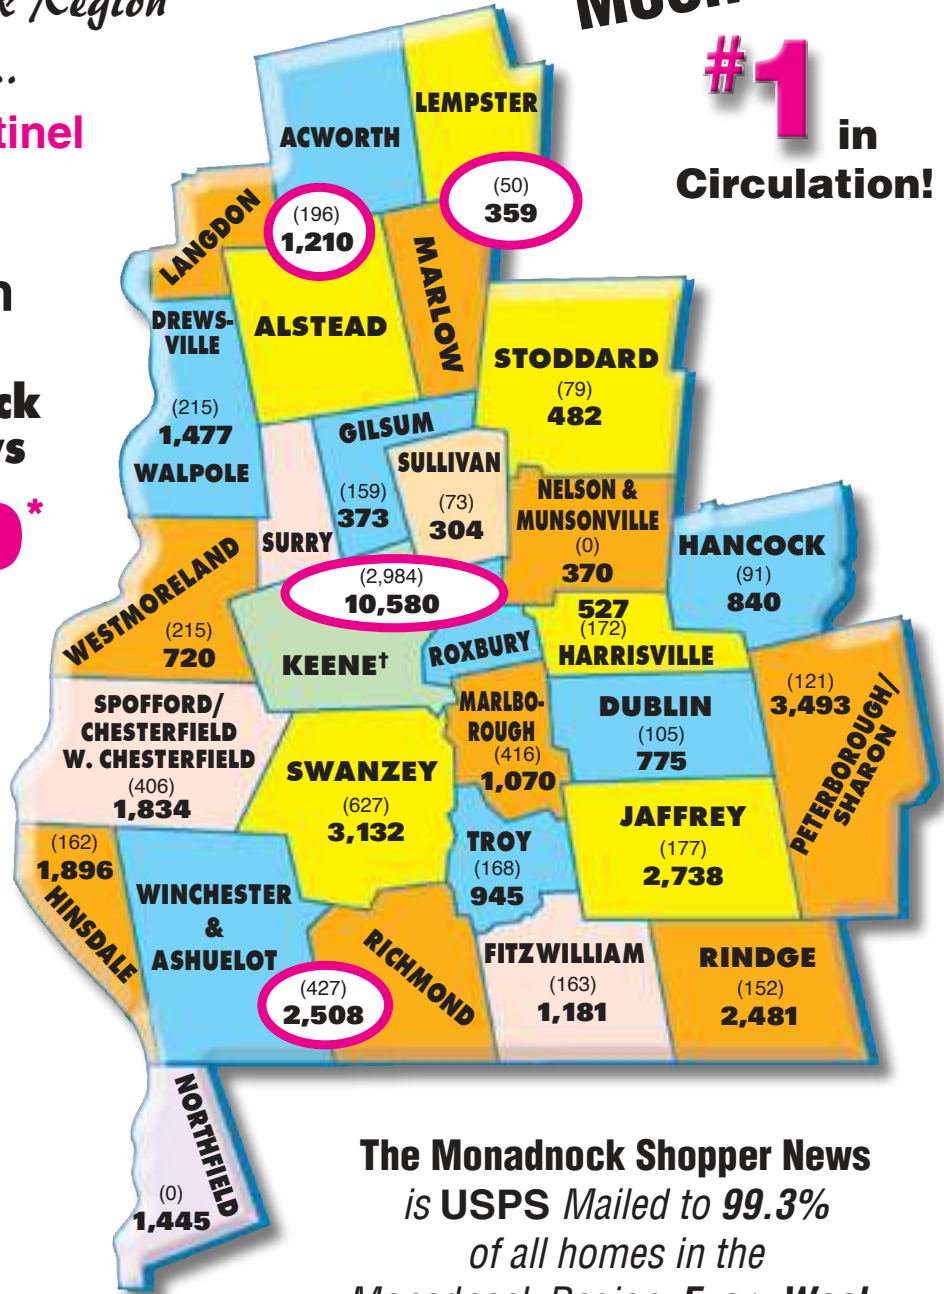 Region
#1 in
Circulation!
..
tinel
ACWORTH
LEMPSTER
(50)
359
(196)
1,210
LANGDON
MARLOW
DREWS-
VILLE
ALSTEAD
STODDARD
(79)
482
(215)
1,477
WALPOLE
GILSUM
(159)
373
SULLIVAN
(73)
304
SURRY
NELSON &
MUNSONVILLE
(0)
370
HANCOCK
(91)
840
ck
*
WESTMORELAND
(215)
720
(2,984)
10,580
KEENE†
ROXBURY
527
(172)
HARRISVILLE
SPOFFORD/
CHESTERFIELD
W. CHESTERFIELD
(406)
1,834
SWANZEY
(627)
3,132
MARLBO-
ROUGH
(416)
1,070
DUBLIN
(105)
775
(121)
3,493
PETERBOROUGH/
SHARON
JAFFREY
(177)
2,738
TROY
(168)
945
(162)
1,896
HINSDALE
WINCHESTER
&
ASHUELOT
(427)
2,508
RICHMOND
FITZWILLIAM
(163)
1,181
RINDGE
(152)
2,481
NORTHFIELD
(0)
1,445
The Monadnock Shopper News
is USPS Mailed to 99.3%
of all homes in the
Monadnock Region Every Week